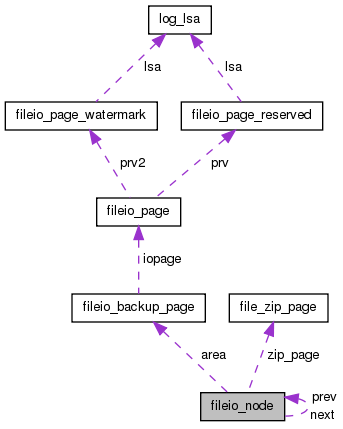 log_lsa
lsa
lsa
fileio_page_watermark
fileio_page_reserved
prv2
prv
fileio_page
iopage
fileio_backup_page
file_zip_page
area
zip_page
fileio_node
prev
next